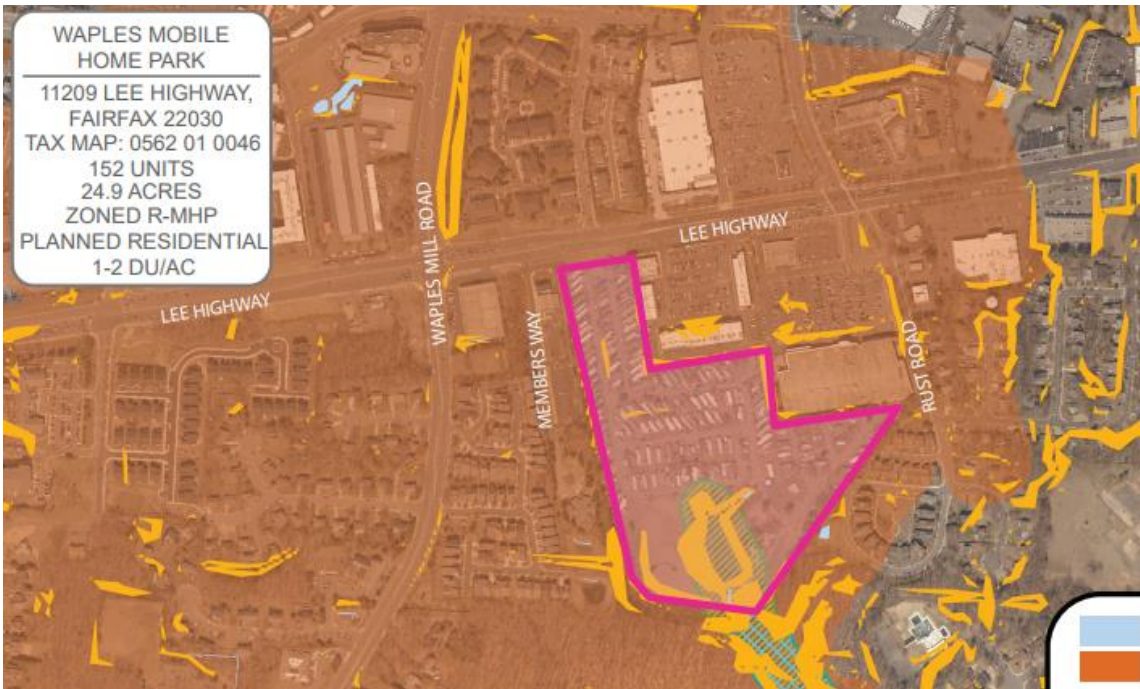 WAPLES MOBILE
HOME PARK
11209 LEE HIGHWAY,
FAIRFAX 22030
TAX MAP: 0562 01 0046
152 UNITS
24.9 ACRES
ZONED R-MHP
PLANNED RESIDENTIAL
1-2 DU/AC
WAPLES MILL ROAD
LEE HIGHWAY
LEE HIGHWAY
MEMBERS WAY
RUST ROAD